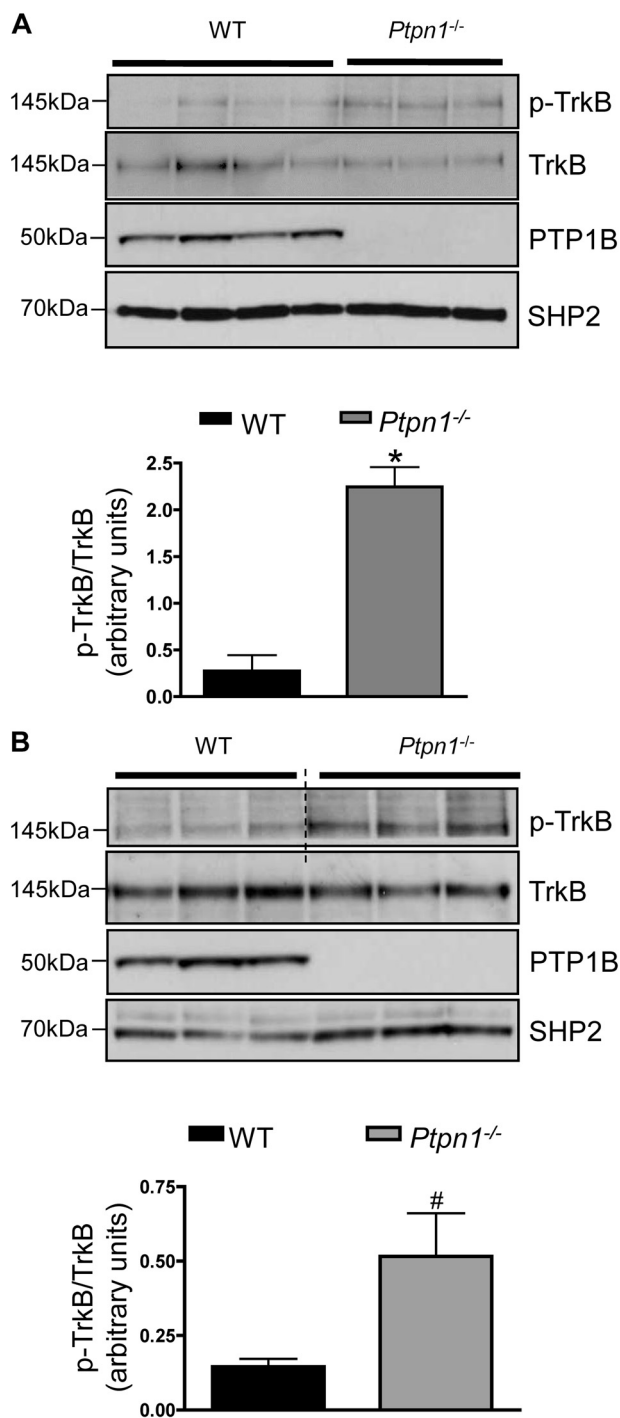 A
WT Ptpn1-/-
145kDa p-TrkB
145kDa TrkB
50kDa PTP1B
70kDa SHP2
WT Ptpn1-/-
p-TrkB/TrkB
(arbitrary units)
2.5
2.0
1.5
1.0
0.5
0.0
*
B
WT Ptpn1-/-
145kDa p-TrkB
145kDa TrkB
50kDa PTP1B
70kDa SHP2
WT Ptpn1-/-
p-TrkB/TrkB
(arbitrary units)
0.75
0.50
0.25
0.00
#